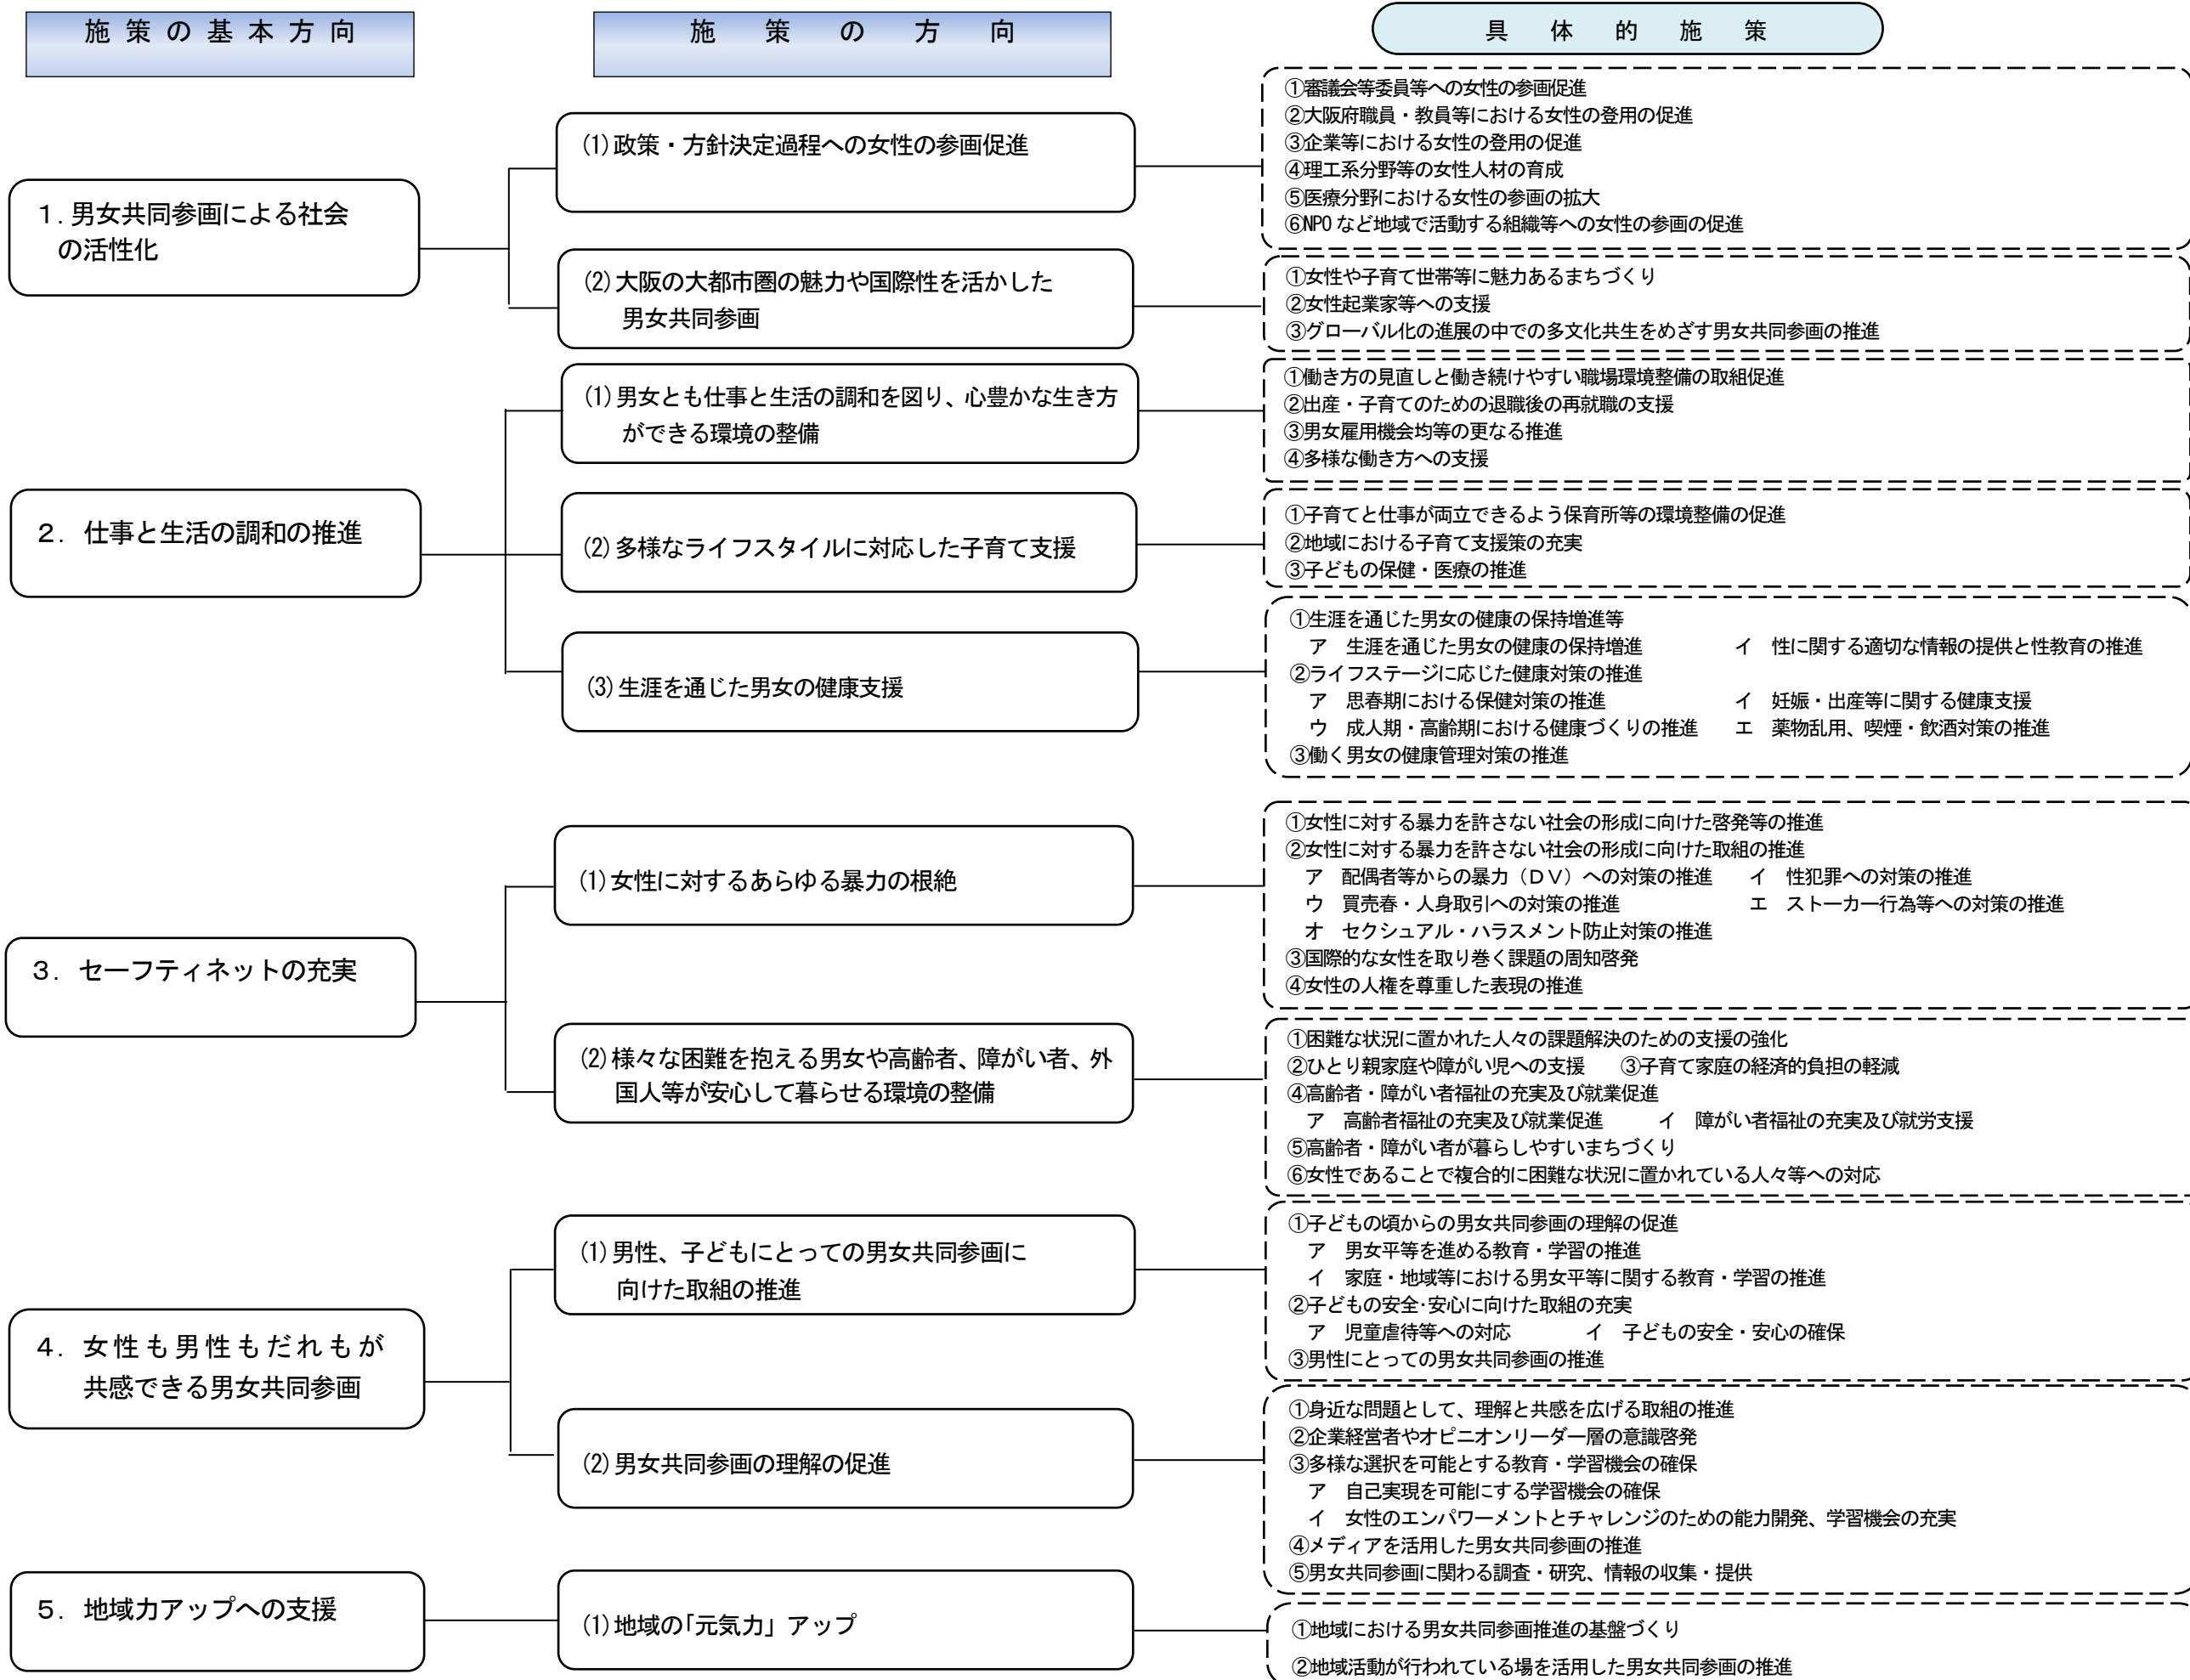 施策の基本方向
施策の方向
具体的施策
1.男女共同参画による社会
の活性化
(1)政策・方針決定過程への女性の参画促進
①審議会等委員等への女性の参画促進
②大阪府職員・教員等における女性の登用の促進
③企業等における女性の登用の促進
④理工系分野等の女性人材の育成
⑤医療分野における女性の参画の拡大
⑥NPOなど地域で活動する組織等への女性の参画の促進
(2)大阪の大都市圏の魅力や国際性を活かした
男女共同参画
①女性や子育て世帯等に魅力あるまちづくり
②女性起業家等への支援
③グローバル化の進展の中での多文化共生をめざす男女共同参画の推進
2. 仕事と生活の調和の推進
(1)男女とも仕事と生活の調和を図り、心豊かな生き方
ができる環境の整備
①働き方の見直しと働き続けやすい職場環境整備の取組促進
②出産・子育てのための退職後の再就職の支援
③男女雇用機会均等の更なる推進
④多様な働き方への支援
(2)多様なライフスタイルに対応した子育て支援
①子育てと仕事が両立できるよう保育所等の環境整備の促進
②地域における子育て支援策の充実
③子どもの保健・医療の推進
(3)生涯を通じた男女の健康支援
①生涯を通じた男女の健康の保持増進等
ア 生涯を通じた男女の健康の保持増進 イ 性に関する適切な情報の提供と性教育の推進
②ライフステージに応じた健康対策の推進
ア 思春期における保健対策の推進 イ 妊娠・出産等に関する健康支援
ウ 成人期・高齢期における健康づくりの推進 エ 薬物乱用、喫煙・飲酒対策の推進
③働く男女の健康管理対策の推進
3. セーフティネットの充実
(1)女性に対するあらゆる暴力の根絶
①女性に対する暴力を許さない社会の形成に向けた啓発等の推進
②女性に対する暴力を許さない社会の形成に向けた取組の推進
ア 配偶者等からの暴力(DV)への対策の推進 イ 性犯罪への対策の推進
ウ 買売春・人身取引への対策の推進 エ ストーカー行為等への対策の推進
オ セクシュアル・ハラスメント防止対策の推進
③国際的な女性を取り巻く課題の周知啓発
④女性の人権を尊重した表現の推進
(2)様々な困難を抱える男女や高齢者、障がい者、外
国人等が安心して暮らせる環境の整備
①困難な状況に置かれた人々の課題解決のための支援の強化
②ひとり親家庭や障がい児への支援 ③子育て家庭の経済的負担の軽減
④高齢者・障がい者福祉の充実及び就業促進
ア 高齢者福祉の充実及び就業促進 イ 障がい者福祉の充実及び就労支援
⑤高齢者・障がい者が暮らしやすいまちづくり
⑥女性であることで複合的に困難な状況に置かれている人々等への対応
4. 女性も男性もだれもが
共感できる男女共同参画
(1)男性、子どもにとっての男女共同参画に
向けた取組の推進
①子どもの頃からの男女共同参画の理解の促進
ア 男女平等を進める教育・学習の推進
イ 家庭・地域等における男女平等に関する教育・学習の推進
②子どもの安全・安心に向けた取組の充実
ア 児童虐待等への対応 イ 子どもの安全・安心の確保
③男性にとっての男女共同参画の推進
(2)男女共同参画の理解の促進
①身近な問題として、理解と共感を広げる取組の推進
②企業経営者やオピニオンリーダー層の意識啓発
③多様な選択を可能とする教育・学習機会の確保
ア 自己実現を可能にする学習機会の確保
イ 女性のエンパワーメントとチャレンジのための能力開発、学習機会の充実
④メディアを活用した男女共同参画の推進
⑤男女共同参画に関わる調査・研究、情報の収集・提供
5. 地域力アップへの支援
(1)地域の「元気力」アップ
①地域における男女共同参画推進の基盤づくり
②地域活動が行われている場を活用した男女共同参画の推進